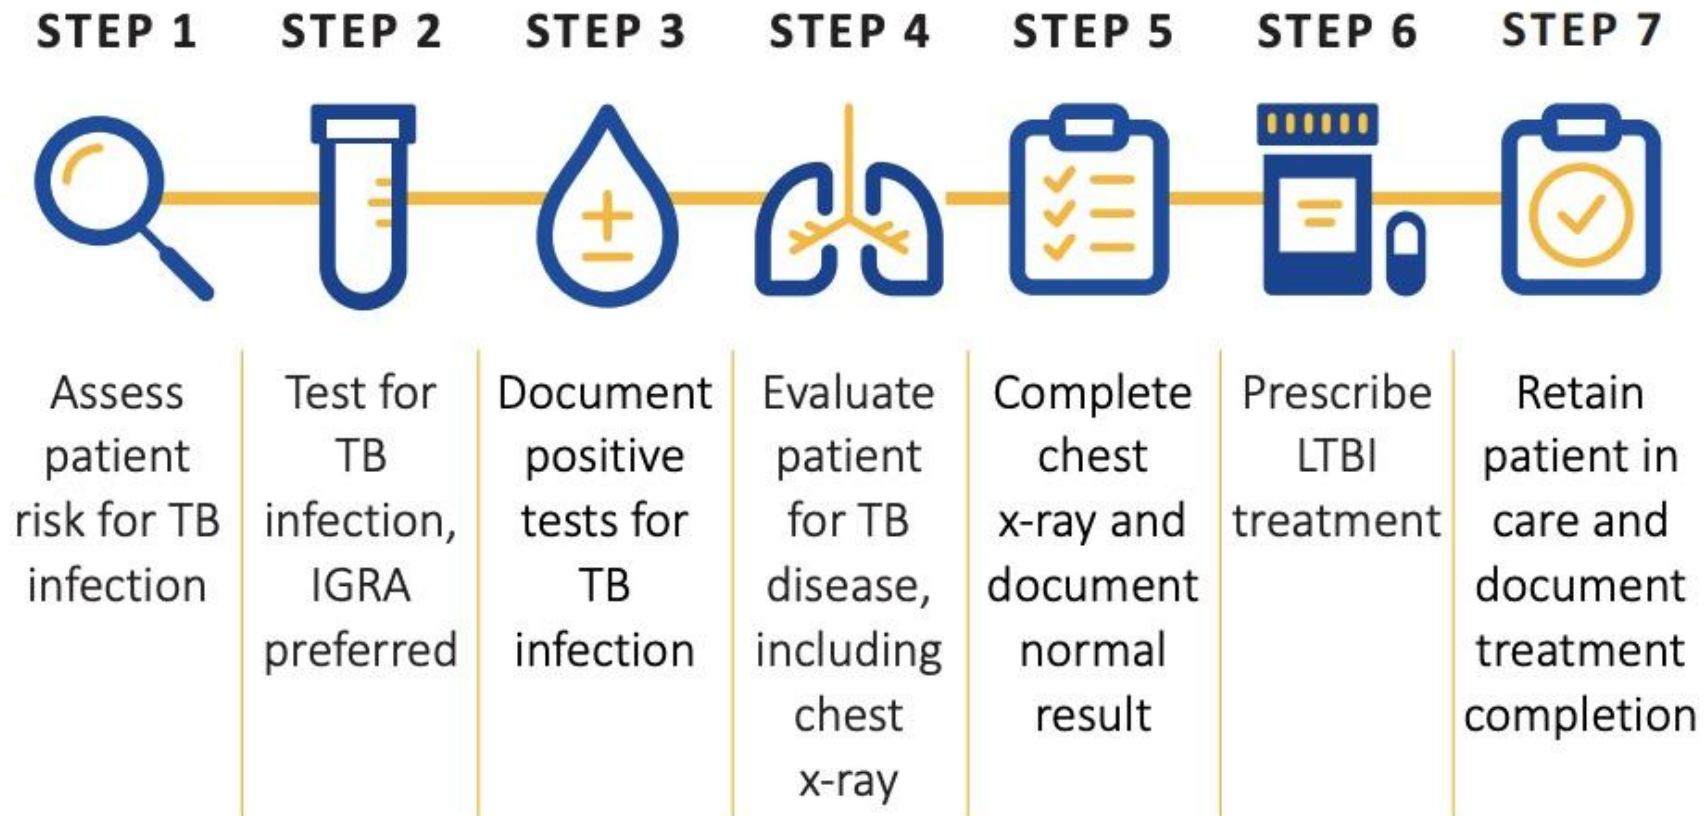 STEP 1
STEP 2
STEP 3
STEP 4
STEP 5
STEP 6
STEP 7
Assess
patient
risk for TB
infection
Test for
TB
infection,
IGRA
preferred
Document
positive
tests for
TB
infection
Evaluate
patient
for TB
disease,
including
chest
x-ray
Complete
chest
x-ray and
document
normal
result
Prescribe
LTBI
treatment
Retain
patient in
care and
document
treatment
completion